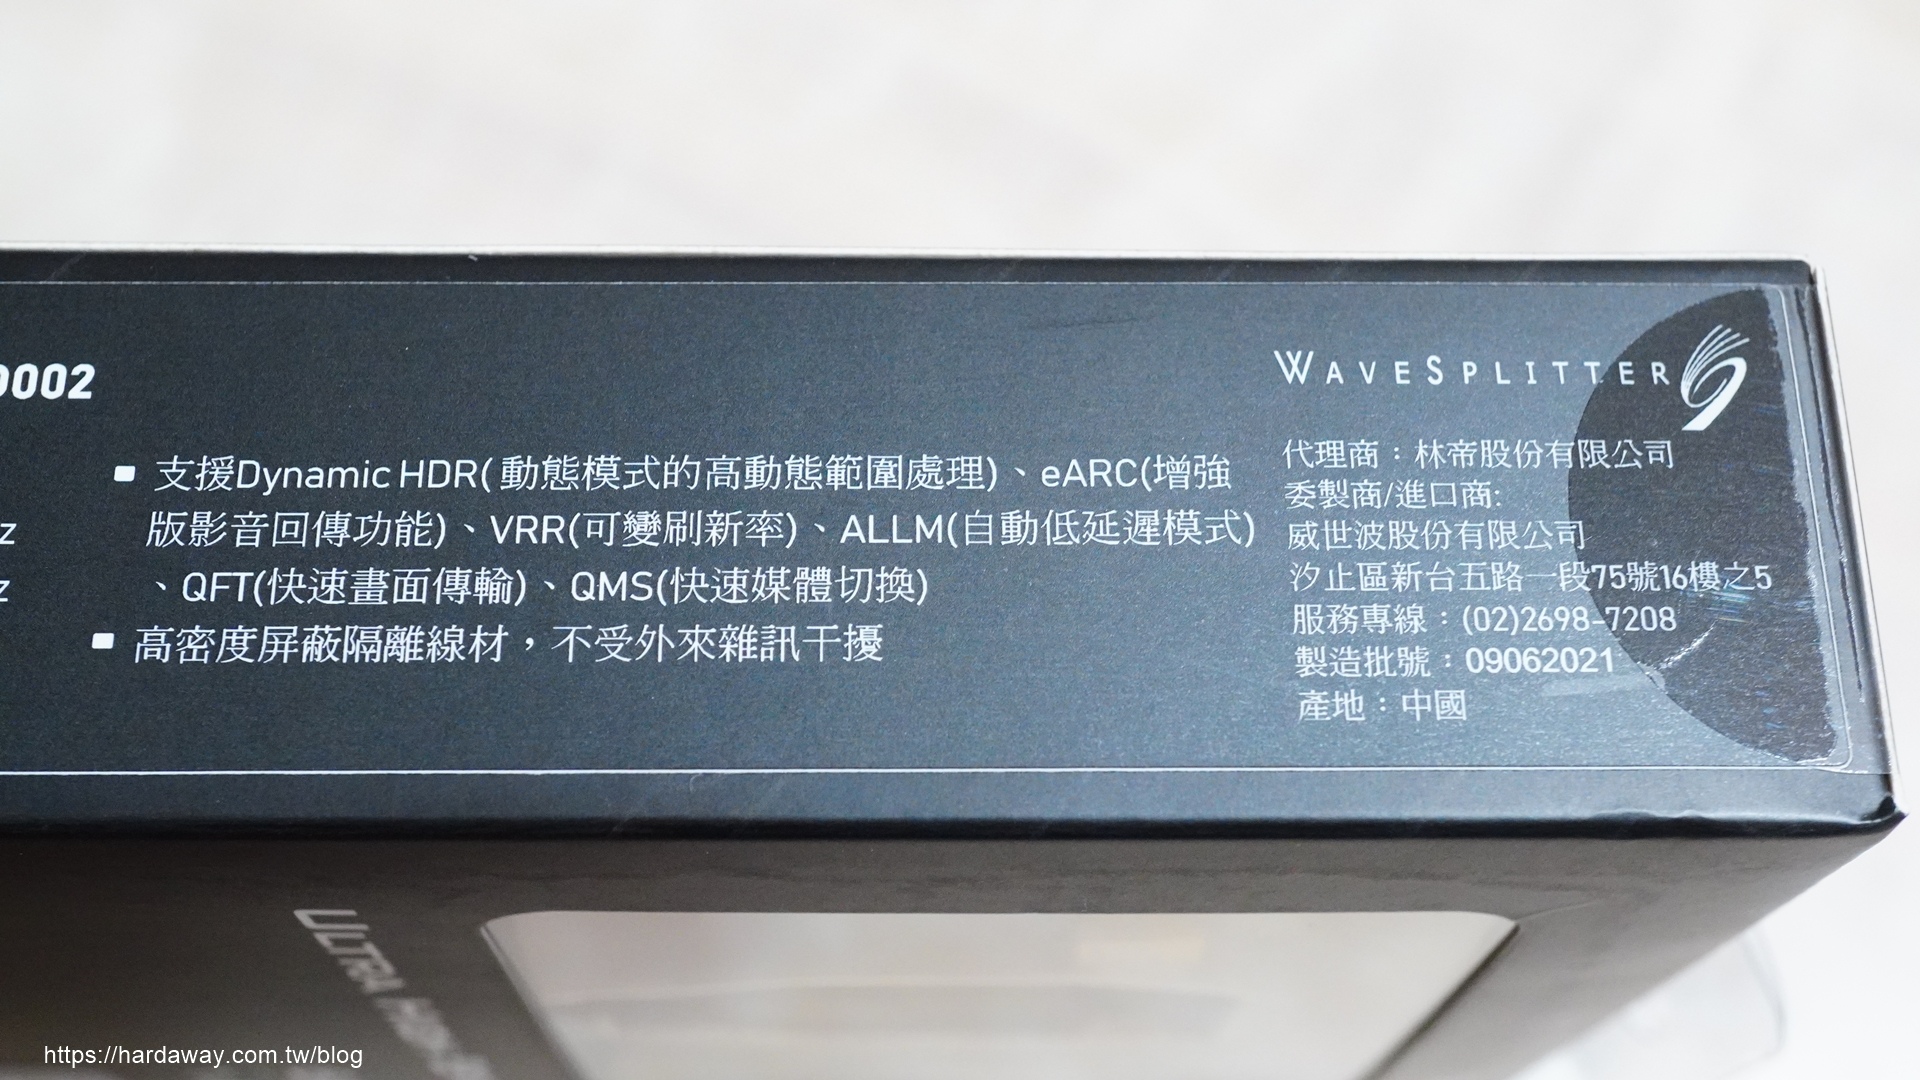 0002
WAVESPLITTER
z
z
▪ 支援Dynamic HDR(動態模式的高動態範圍處理)、eARC(增強
版影音回傳功能)、VRR(可變刷新率)、ALLM(自動低延遲模式)
、QFT(快速畫面傳輸)、QMS(快速媒體切換)
▪ 高密度屏蔽隔離線材，不受外來雜訊干擾
代理商：林帝股份有限公司
委製商/進口商:
威世波股份有限公司
汐止區新台五路一段75號16樓之5
服務專線：(02)2698-7208
製造批號：09062021
產地：中國
ULTRA
https://hardaway.com.tw/blog